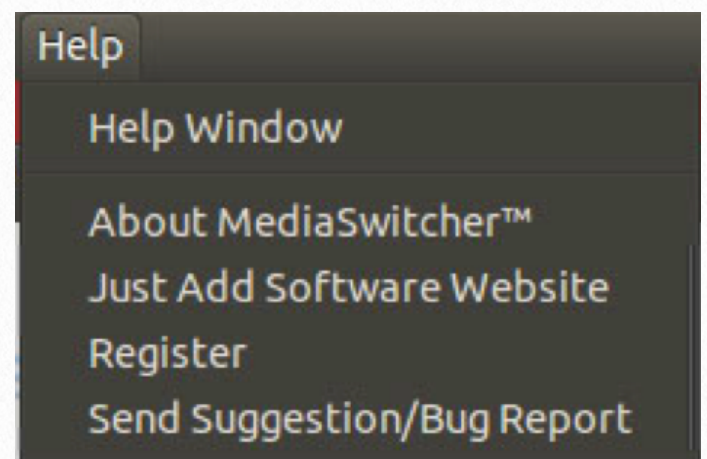 Help
Help Window
About MediaSwitcher™
Just Add Software Website
Register
Send Suggestion/Bug Report